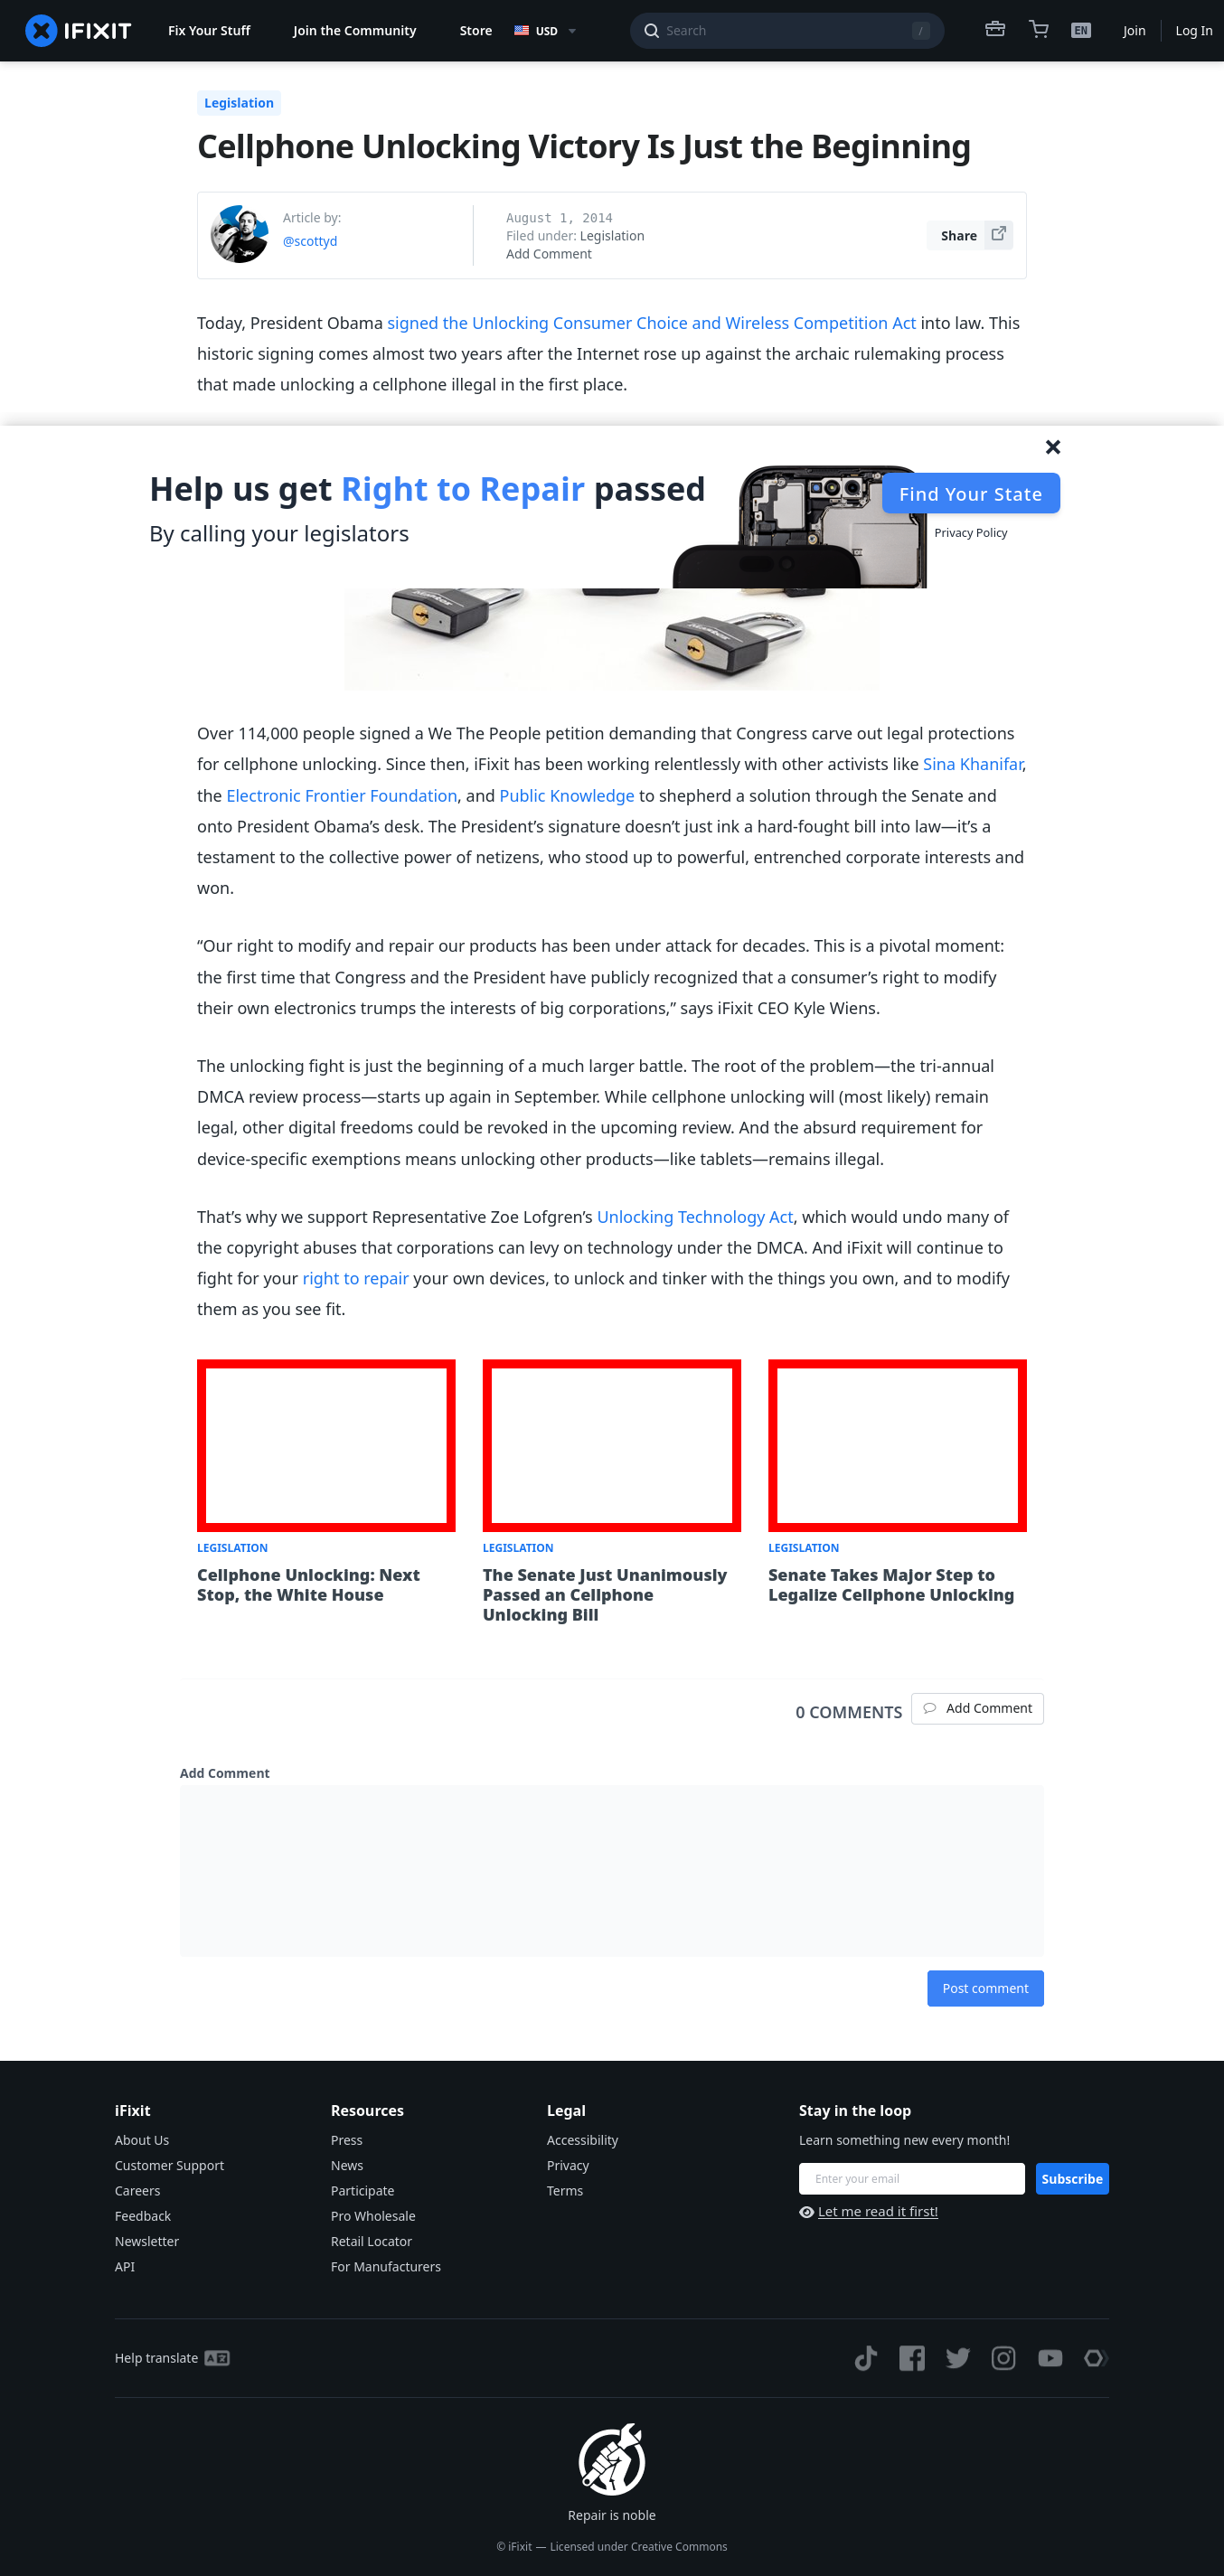 IFIXIT
Fix Your Stuff
Join the Community
Store
USD
Search
/
EN
Join
Log In
Legislation
Cellphone Unlocking Victory Is Just the Beginning
Article by:
@scottyd
August 1, 2014
Filed under: Legislation
Add Comment
Share
Today, President Obama signed the Unlocking Consumer Choice and Wireless Competition Act into law. This
historic signing comes almost two years after the Internet rose up against the archaic rulemaking process
that made unlocking a cellphone illegal in the first place.
Help us get Right to Repair passed
By calling your legislators
Find Your State
Privacy Policy
Over 114,000 people signed a We The People petition demanding that Congress carve out legal protections
for cellphone unlocking. Since then, iFixit has been working relentlessly with other activists like Sina Khanifar,
the Electronic Frontier Foundation, and Public Knowledge to shepherd a solution through the Senate and
onto President Obama’s desk. The President’s signature doesn’t just ink a hard-fought bill into law—it’s a
testament to the collective power of netizens, who stood up to powerful, entrenched corporate interests and
won.
“Our right to modify and repair our products has been under attack for decades. This is a pivotal moment:
the first time that Congress and the President have publicly recognized that a consumer’s right to modify
their own electronics trumps the interests of big corporations,” says iFixit CEO Kyle Wiens.
The unlocking fight is just the beginning of a much larger battle. The root of the problem—the tri-annual
DMCA review process—starts up again in September. While cellphone unlocking will (most likely) remain
legal, other digital freedoms could be revoked in the upcoming review. And the absurd requirement for
device-specific exemptions means unlocking other products—like tablets—remains illegal.
That’s why we support Representative Zoe Lofgren’s Unlocking Technology Act, which would undo many of
the copyright abuses that corporations can levy on technology under the DMCA. And iFixit will continue to
fight for your right to repair your own devices, to unlock and tinker with the things you own, and to modify
them as you see fit.
LEGISLATION
Cellphone Unlocking: Next
Stop, the White House
LEGISLATION
The Senate Just Unanimously
Passed an Cellphone
Unlocking Bill
LEGISLATION
Senate Takes Major Step to
Legalize Cellphone Unlocking
0 COMMENTS
Add Comment
Add Comment
Post comment
iFixit
About Us
Customer Support
Careers
Feedback
Newsletter
API
Resources
Press
News
Participate
Pro Wholesale
Retail Locator
For Manufacturers
Legal
Accessibility
Privacy
Terms
Stay in the loop
Learn something new every month!
Enter your email
Subscribe
Let me read it first!
Help translate
Repair is noble
© iFixit — Licensed under Creative Commons